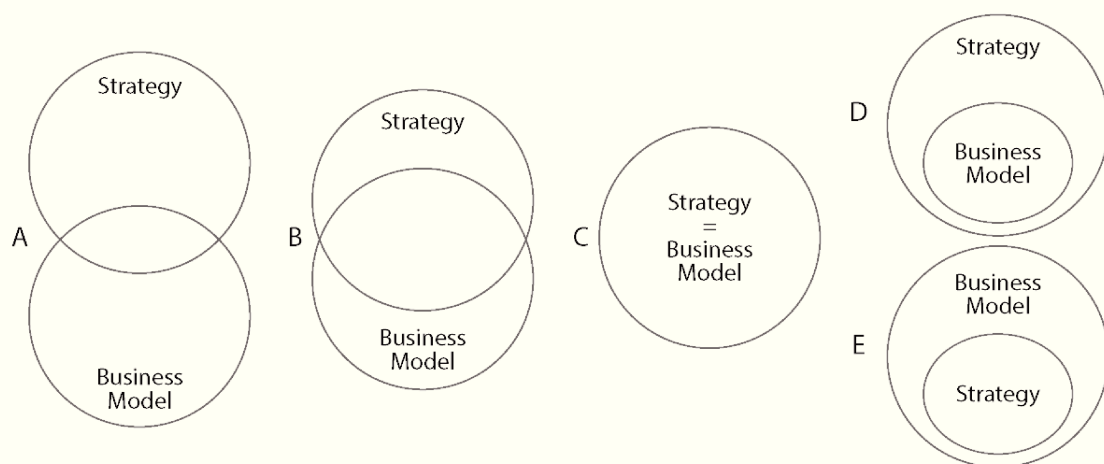 A
Strategy
Business
Model
B
Strategy
Business
Model
C
Strategy
=
Business
Model
D
Strategy
Business
Model
E
Business
Model
Strategy